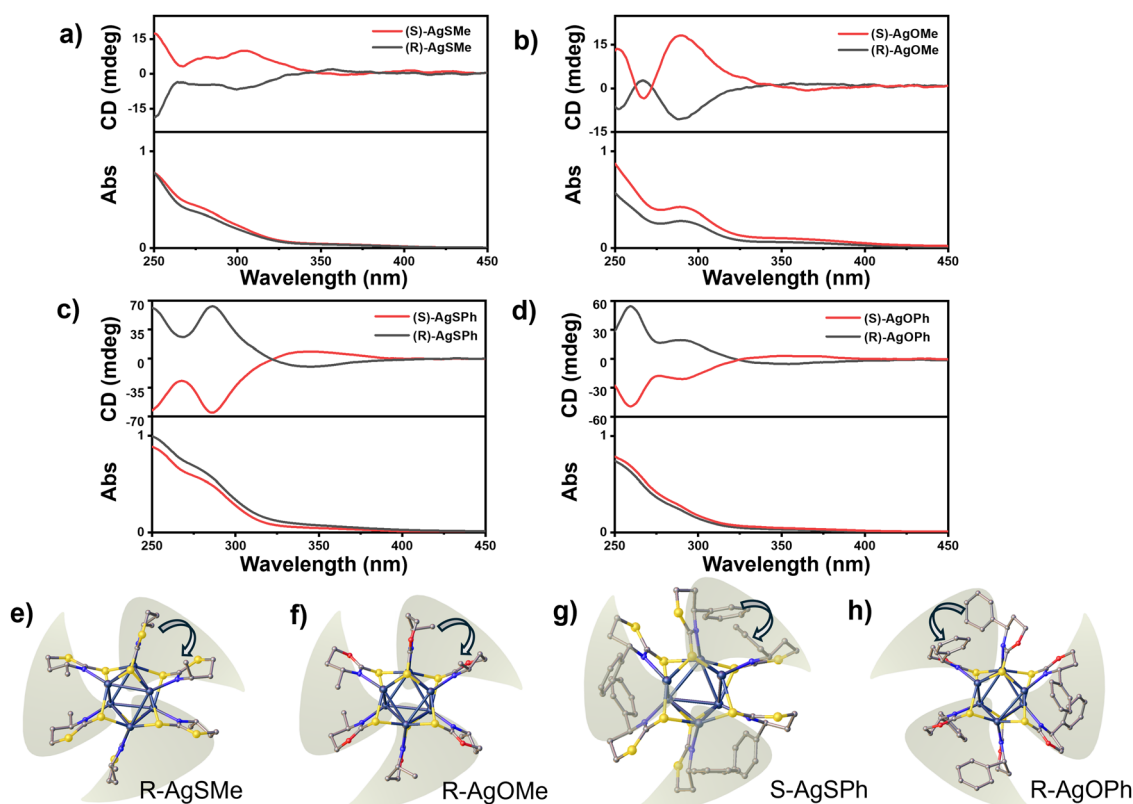 a)
CD (mdeg)
15
0
-15
(S)-AgSMe
(R)-AgSMe
Abs
1
0
250 300 350 400 450
Wavelength (nm)
b)
CD (mdeg)
15
0
-15
(S)-AgOMe
(R)-AgOMe
Abs
1
0
250 300 350 400 450
Wavelength (nm)
c)
CD (mdeg)
70
35
0
-35
-70
(S)-AgSPh
(R)-AgSPh
Abs
1
0
250 300 350 400 450
Wavelength (nm)
d)
CD (mdeg)
60
30
0
-30
-60
(S)-AgOPh
(R)-AgOPh
Abs
1
0
250 300 350 400 450
Wavelength (nm)
e)
R-AgSMe
f)
R-AgOMe
g)
S-AgSPh
h)
R-AgOPh